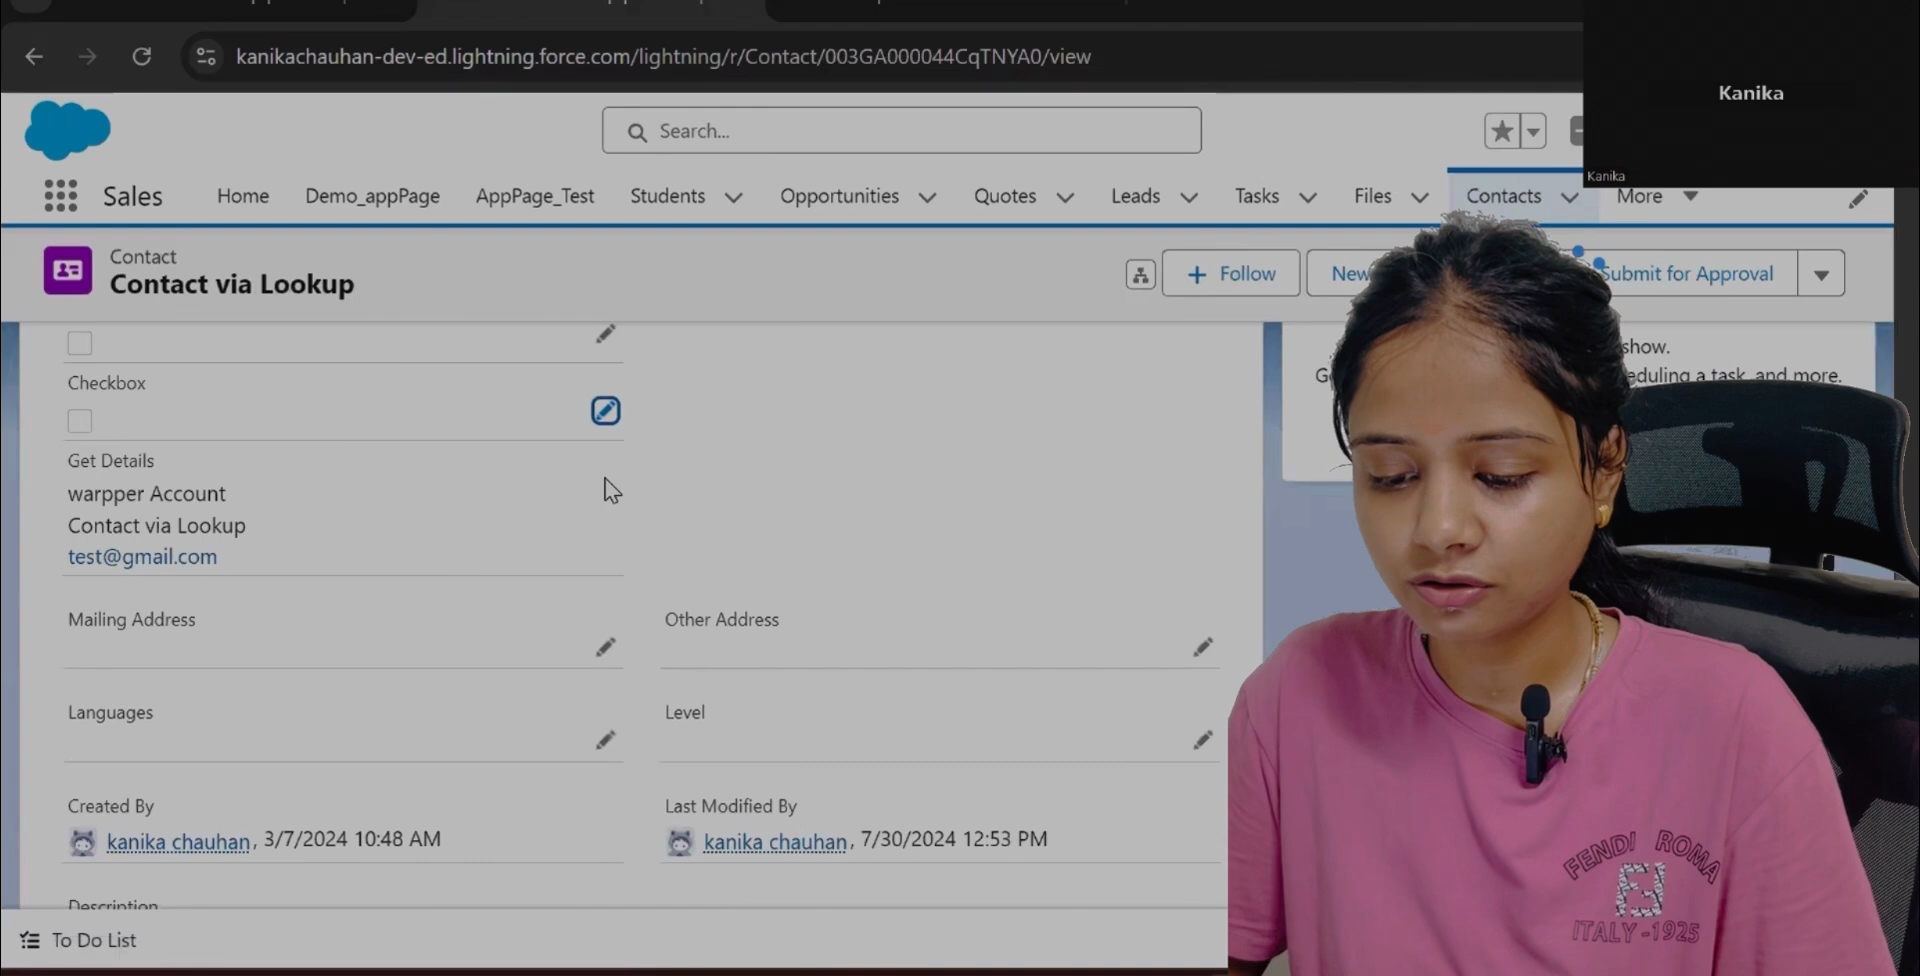 kanikachauhan-dev-ed.lightning.force.com/lightning/r/Contact/003GA000044CqTNYA0/view
Kanika
Kanika
Search...
Sales
Home
Demo_appPage
AppPage_Test
Students
Opportunities
Quotes
Leads
Tasks
Files
Contacts
More
Contact
Contact via Lookup
Follow
New
Submit for Approval
show.
eduling a task, and more.
Checkbox
Get Details
warpper Account
Contact via Lookup
test@gmail.com
Mailing Address
Other Address
Languages
Level
Created By
kanika chauhan, 3/7/2024 10:48 AM
Last Modified By
kanika chauhan, 7/30/2024 12:53 PM
Description
To Do List
FENDI ROMA
ITALY-1925